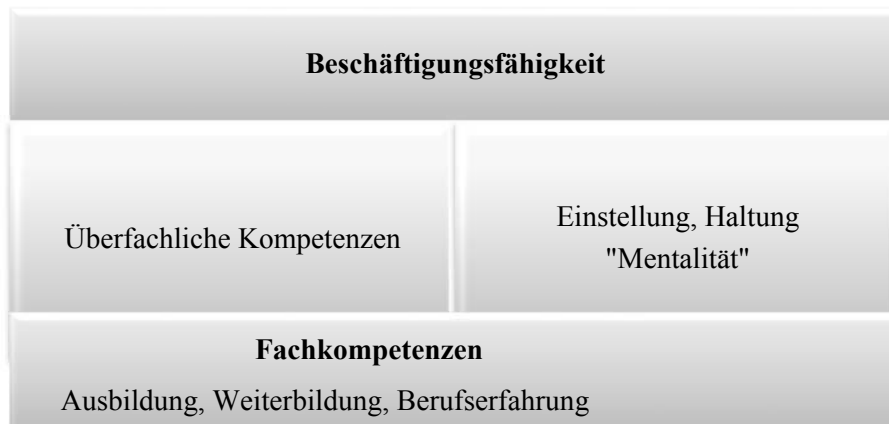 Beschäftigungsfähigkeit
Überfachliche Kompetenzen
Einstellung, Haltung
"Mentalität"
Fachkompetenzen
Ausbildung, Weiterbildung, Berufserfahrung